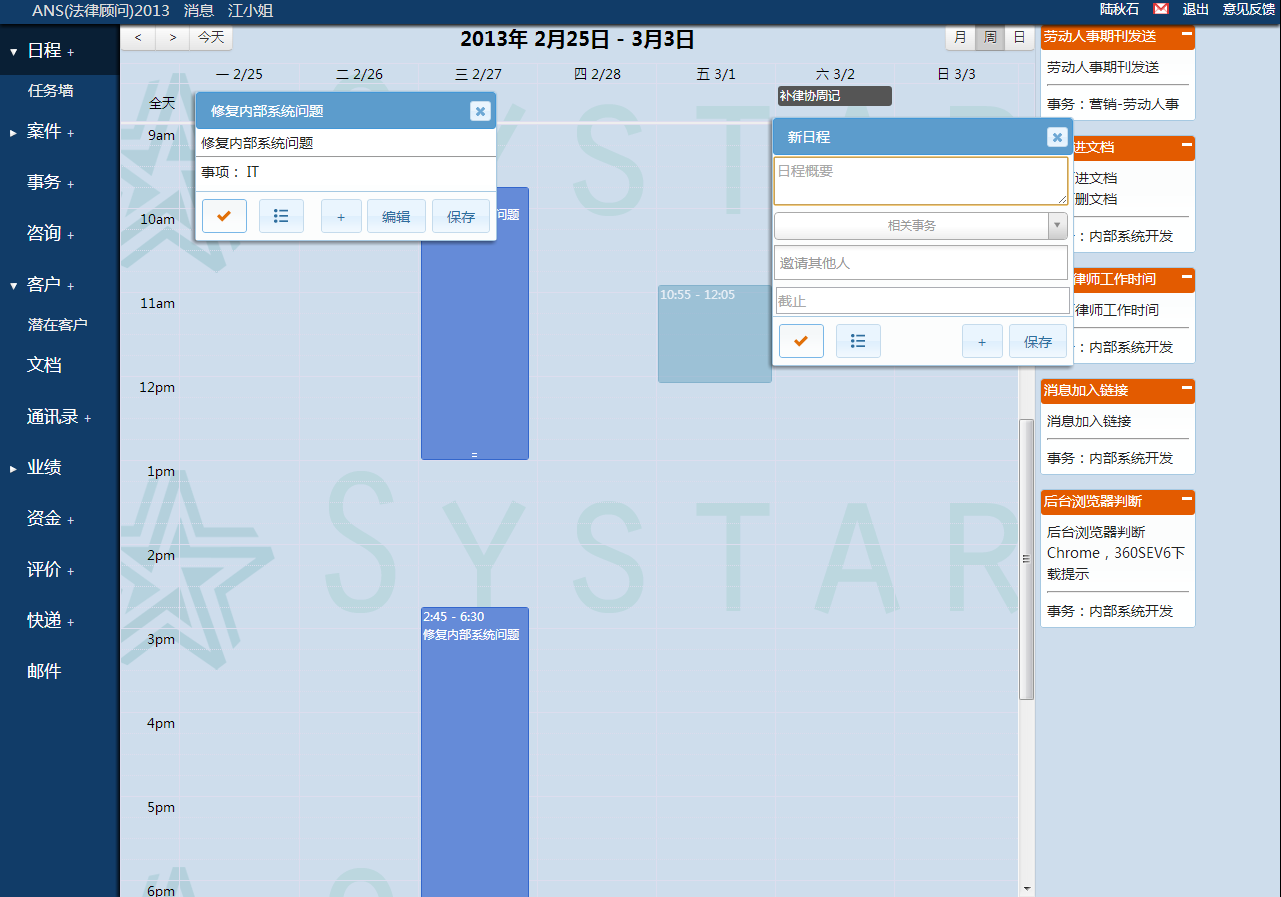 ANS(法律顾问)2013 消息 江小姐
陆秋石 退出 意见反馈
日程 +
任务墙
案件 +
事务 +
咨询 +
客户 +
潜在客户
文档
通讯录 +
业绩
资金 +
评价 +
快递 +
邮件
< > 今天
2013年 2月25日 - 3月3日
月 周 日
一 2/25 二 2/26 三 2/27 四 2/28 五 3/1 六 3/2 日 3/3
全天
补律协周记
9am
10am
11am
12pm
1pm
2pm
3pm
4pm
5pm
6pm
修复内部系统问题
修复内部系统问题
事项： IT
+ 编辑 保存
问题
10:55 - 12:05
2:45 - 6:30
修复内部系统问题
新日程
日程概要
相关事务
邀请其他人
截止
+ 保存
劳动人事期刊发送
劳动人事期刊发送
事务：营销-劳动人事
进文档
进文档
删文档
：内部系统开发
律师工作时间
律师工作时间
：内部系统开发
消息加入链接
消息加入链接
事务：内部系统开发
后台浏览器判断
后台浏览器判断
Chrome，360SEV6下
载提示
事务：内部系统开发
SYSTAR
SYSTAR